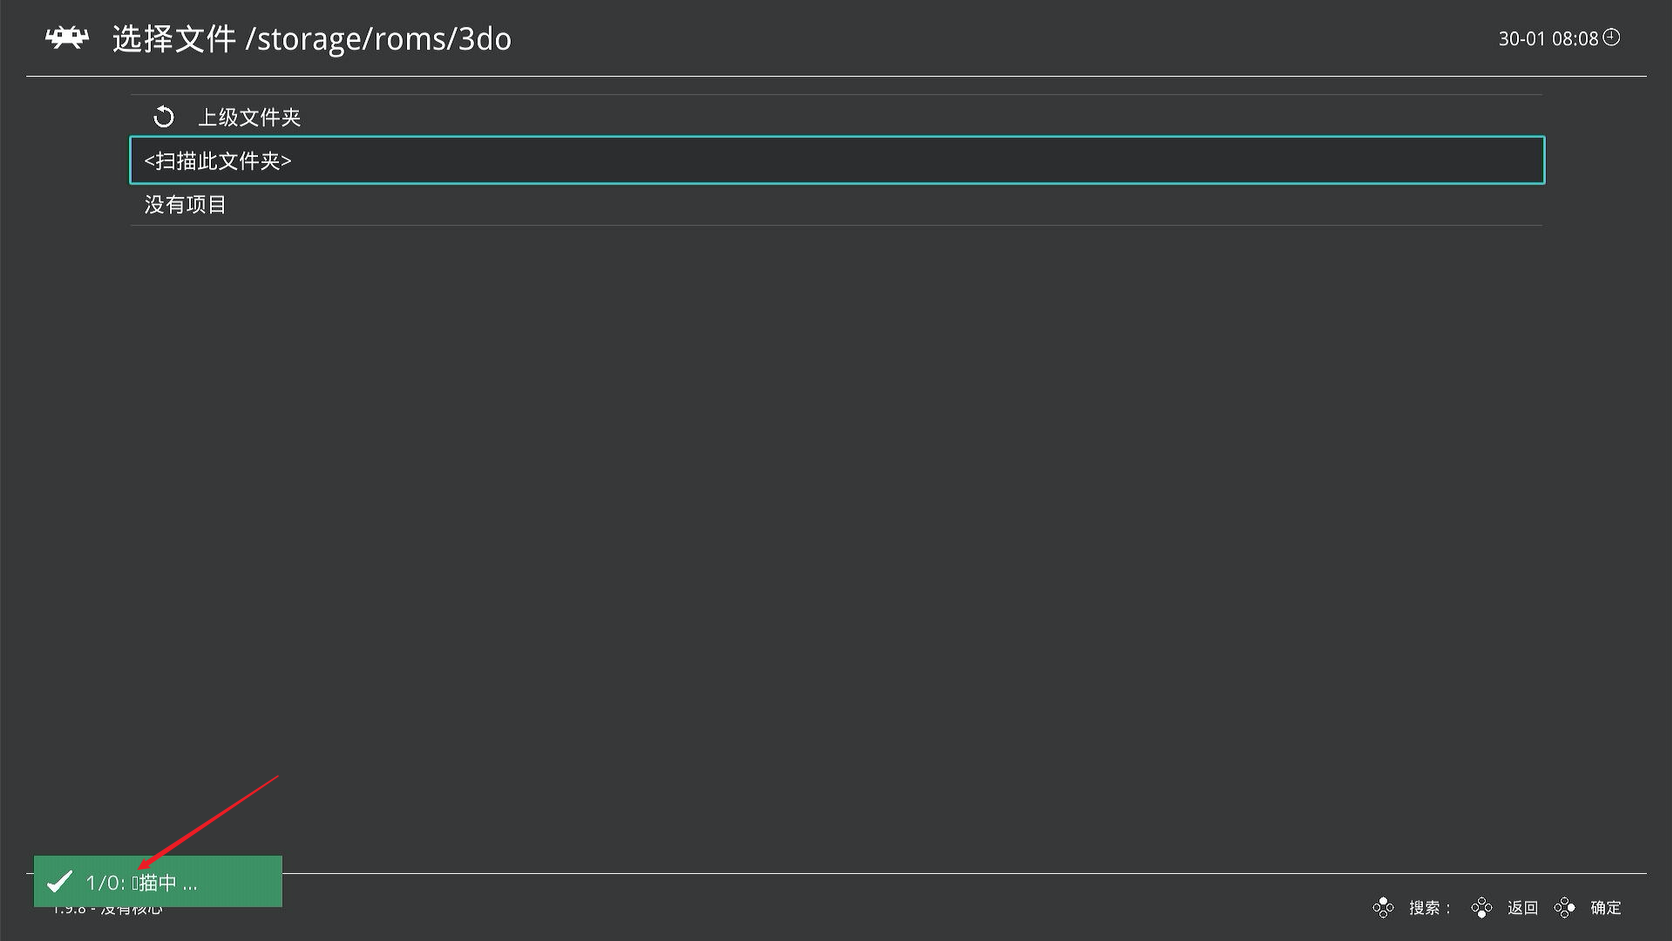 选择文件 /storage/roms/3do
30-01 08:08
上级文件夹
<扫描此文件夹>
没有项目
1/0: ▯描中 ...
1.9.8 - 没有核心
搜索： 返回 确定